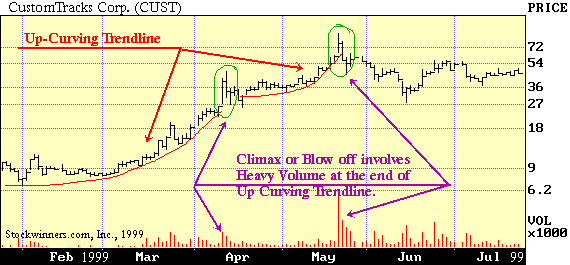 CustomTracks Corp. (CUST)
PRICE
Up-Curving Trendline
72
54
36
27
18
Climax or Blow off involves
Heavy Volume at the end of
Up Curving Trendline.
9
6.2
VOL
x1000
Stockwinners.com, Inc., 1999
Feb 1999 Mar Apr May Jun Jul 99